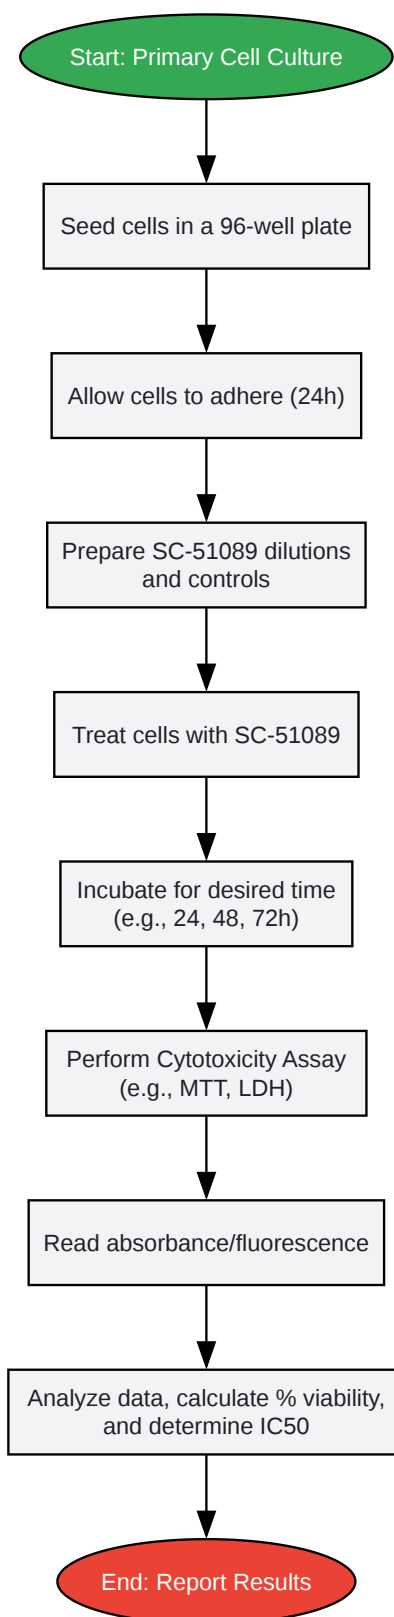 Start: Primary Cell Culture
Seed cells in a 96-well plate
Allow cells to adhere (24h)
Prepare SC-51089 dilutions
and controls
Treat cells with SC-51089
Incubate for desired time
(e.g., 24, 48, 72h)
Perform Cytotoxicity Assay
(e.g., MTT, LDH)
Read absorbance/fluorescence
Analyze data, calculate % viability,
and determine IC50
End: Report Results